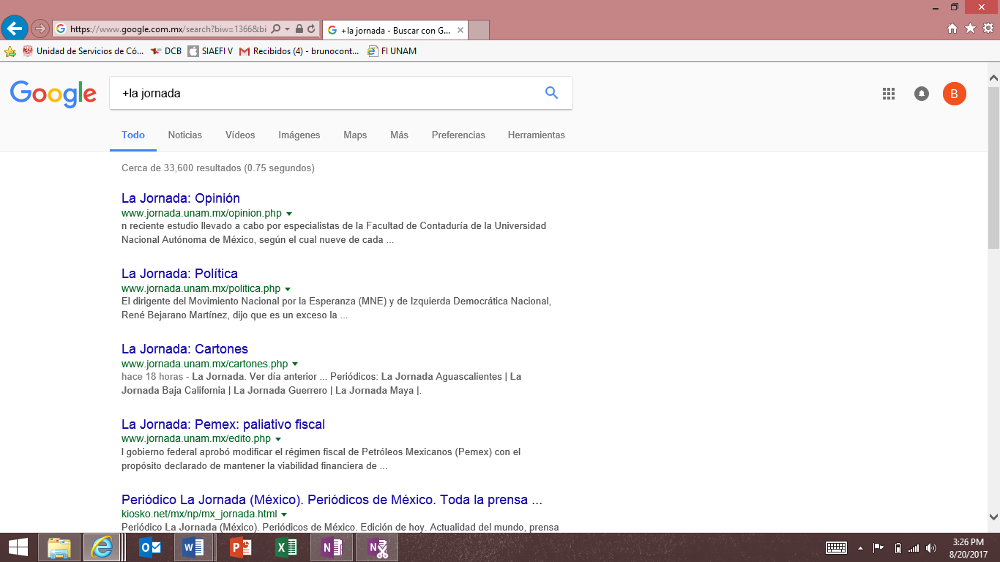 https://www.google.com.mx/search?biw=1366&bi
+la jornada - Buscar con G...
Unidad de Servicios de Có...
DCB
SIAEFI V
Recibidos (4) - brunocont...
FI UNAM
Google
+la jornada
B
Todo
Noticias
Vídeos
Imágenes
Maps
Más
Preferencias
Herramientas
Cerca de 33,600 resultados (0.75 segundos)
La Jornada: Opinión
www.jornada.unam.mx/opinion.php
n reciente estudio llevado a cabo por especialistas de la Facultad de Contaduría de la Universidad
Nacional Autónoma de México, según el cual nueve de cada ...
La Jornada: Política
www.jornada.unam.mx/politica.php
El dirigente del Movimiento Nacional por la Esperanza (MNE) y de Izquierda Democrática Nacional,
René Bejarano Martínez, dijo que es un exceso la ...
La Jornada: Cartones
www.jornada.unam.mx/cartones.php
hace 18 horas - La Jornada. Ver día anterior ... Periódicos: La Jornada Aguascalientes | La
Jornada Baja California | La Jornada Guerrero | La Jornada Maya |.
La Jornada: Pemex: paliativo fiscal
www.jornada.unam.mx/edito.php
l gobierno federal aprobó modificar el régimen fiscal de Petróleos Mexicanos (Pemex) con el
propósito declarado de mantener la viabilidad financiera de ...
Periódico La Jornada (México). Periódicos de México. Toda la prensa ...
kiosko.net/mx/np/mx_jornada.html
Periódico La Jornada (México). Periódicos de México. Edición de hoy. Actualidad del mundo, prensa
3:26 PM
8/20/2017